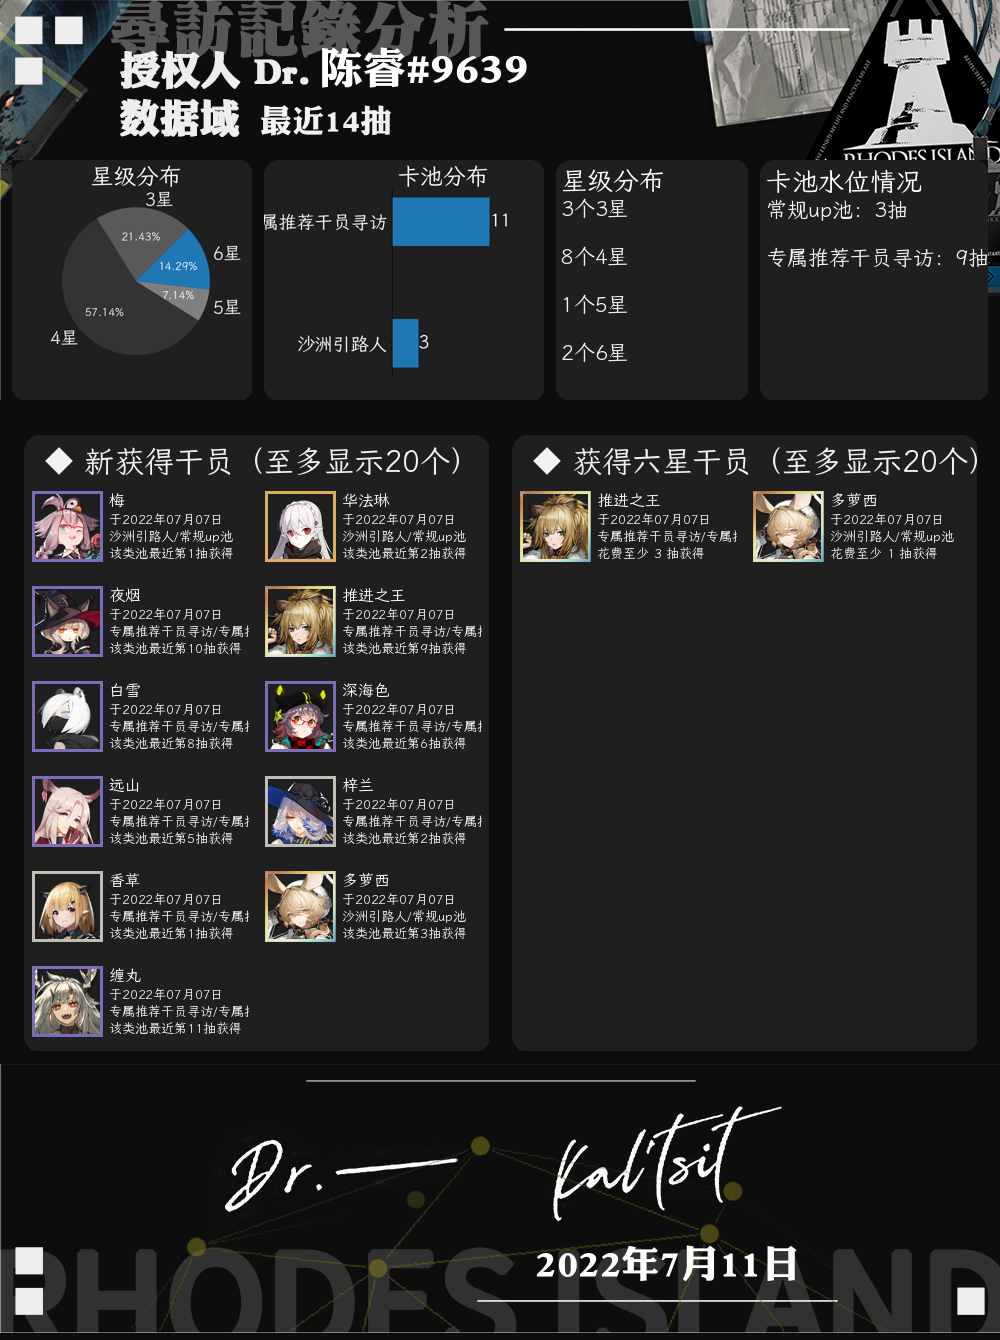 尋訪記錄分析
授权人 Dr. 陈睿#9639
数据域 最近14抽
RHODES ISLAND
星级分布
3星
21.43%
6星
14.29%
7.14%
5星
57.14%
4星
卡池分布
属推荐干员寻访
11
沙洲引路人
3
星级分布
3个3星
8个4星
1个5星
2个6星
卡池水位情况
常规up池：3抽
专属推荐干员寻访：9抽
◆ 新获得干员（至多显示20个）
梅
于2022年07月07日
沙洲引路人/常规up池
该类池最近第1抽获得
华法琳
于2022年07月07日
沙洲引路人/常规up池
该类池最近第2抽获得
夜烟
于2022年07月07日
专属推荐干员寻访/专属
该类池最近第10抽获得
推进之王
于2022年07月07日
专属推荐干员寻访/专属
该类池最近第9抽获得
白雪
于2022年07月07日
专属推荐干员寻访/专属
该类池最近第8抽获得
深海色
于2022年07月07日
专属推荐干员寻访/专属
该类池最近第6抽获得
远山
于2022年07月07日
专属推荐干员寻访/专属
该类池最近第5抽获得
梓兰
于2022年07月07日
专属推荐干员寻访/专属
该类池最近第2抽获得
香草
于2022年07月07日
专属推荐干员寻访/专属
该类池最近第1抽获得
多萝西
于2022年07月07日
沙洲引路人/常规up池
该类池最近第3抽获得
缠丸
于2022年07月07日
专属推荐干员寻访/专属
该类池最近第11抽获得
◆ 获得六星干员（至多显示20个）
推进之王
于2022年07月07日
专属推荐干员寻访/专属
花费至少 3 抽获得
多萝西
于2022年07月07日
沙洲引路人/常规up池
花费至少 1 抽获得
Dr. — Kal'tsit
2022年7月11日
RHODES ISLAND